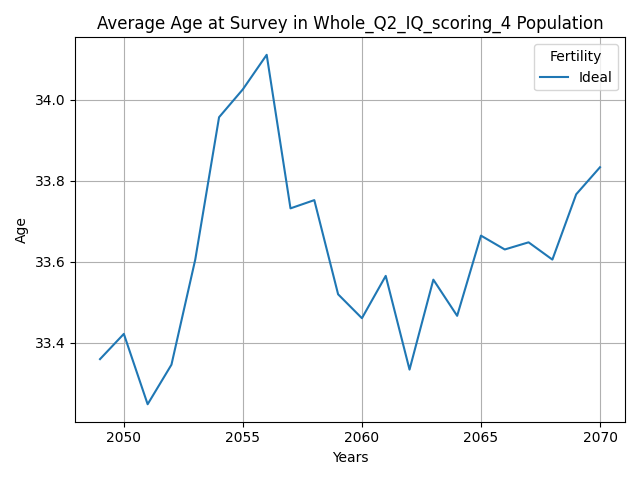 Average Age at Survey in Whole_Q2_IQ_scoring_4 Population
Fertility
Ideal
34.0
33.8
33.6
33.4
Age
2050 2055 2060 2065 2070
Years